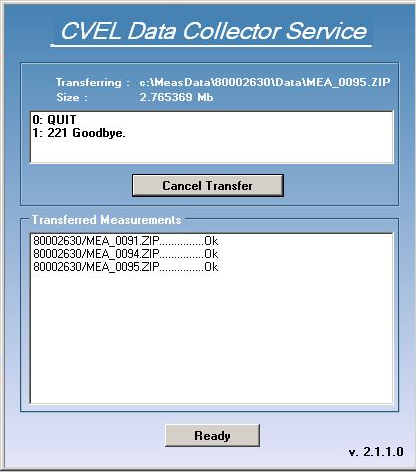 CVEL Data Collector Service
Transferring : c:\MeasData\80002630\Data\MEA_0095.ZIP
Size : 2.765369 Mb
0: QUIT
1: 221 Goodbye.
Cancel Transfer
Transferred Measurements
80002630/MEA_0091.ZIP..............Ok
80002630/MEA_0094.ZIP..............Ok
80002630/MEA_0095.ZIP..............Ok
Ready
v. 2.1.1.0